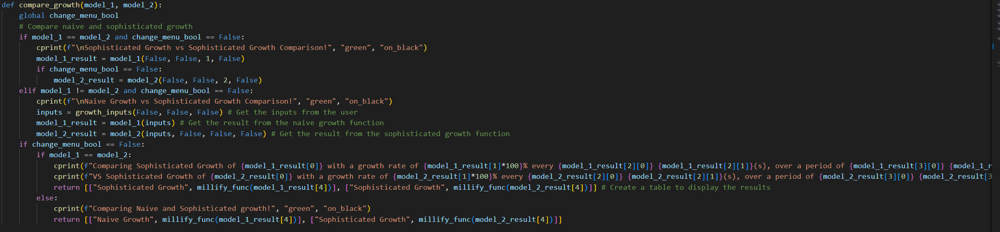 def compare_growth(model_1, model_2):
    global change_menu_bool
    # Compare naive and sophisticated growth
    if model_1 == model_2 and change_menu_bool == False:
        cprint(f"\nSophisticated Growth vs Sophisticated Growth Comparison!", "green", "on_black")
        model_1_result = model_1(False, False, 1, False)
        if change_menu_bool == False:
            model_2_result = model_2(False, False, 2, False)
    elif model_1 != model_2 and change_menu_bool == False:
        cprint(f"\nNaive Growth vs Sophisticated Growth Comparison!", "green", "on_black")
        inputs = growth_inputs(False, False, False) # Get the inputs from the user
        model_1_result = model_1(inputs) # Get the result from the naive growth function
        model_2_result = model_2(inputs, False, False, False) # Get the result from the sophisticated growth function
    if change_menu_bool == False:
        if model_1 == model_2:
            cprint(f"Comparing Sophisticated Growth of {model_1_result[0]} with a growth rate of {model_1_result[1]*100}% every {model_1_result[2][0]} {model_1_result[2][1]}(s), over a period of {model_1_result[3][0]} {model_1_r
            cprint(f"VS Sophisticated Growth of {model_2_result[0]} with a growth rate of {model_2_result[1]*100}% every {model_2_result[2][0]} {model_2_result[2][1]}(s), over a period of {model_2_result[3][0]} {model_2_result[3
            return [["Sophisticated Growth", millify_func(model_1_result[4])], ["Sophisticated Growth", millify_func(model_2_result[4])]] # Create a table to display the results
        else:
            cprint(f"Comparing Naive and Sophisticated growth!", "green", "on_black")
            return [["Naive Growth", millify_func(model_1_result[4])], ["Sophisticated Growth", millify_func(model_2_result[4])]]